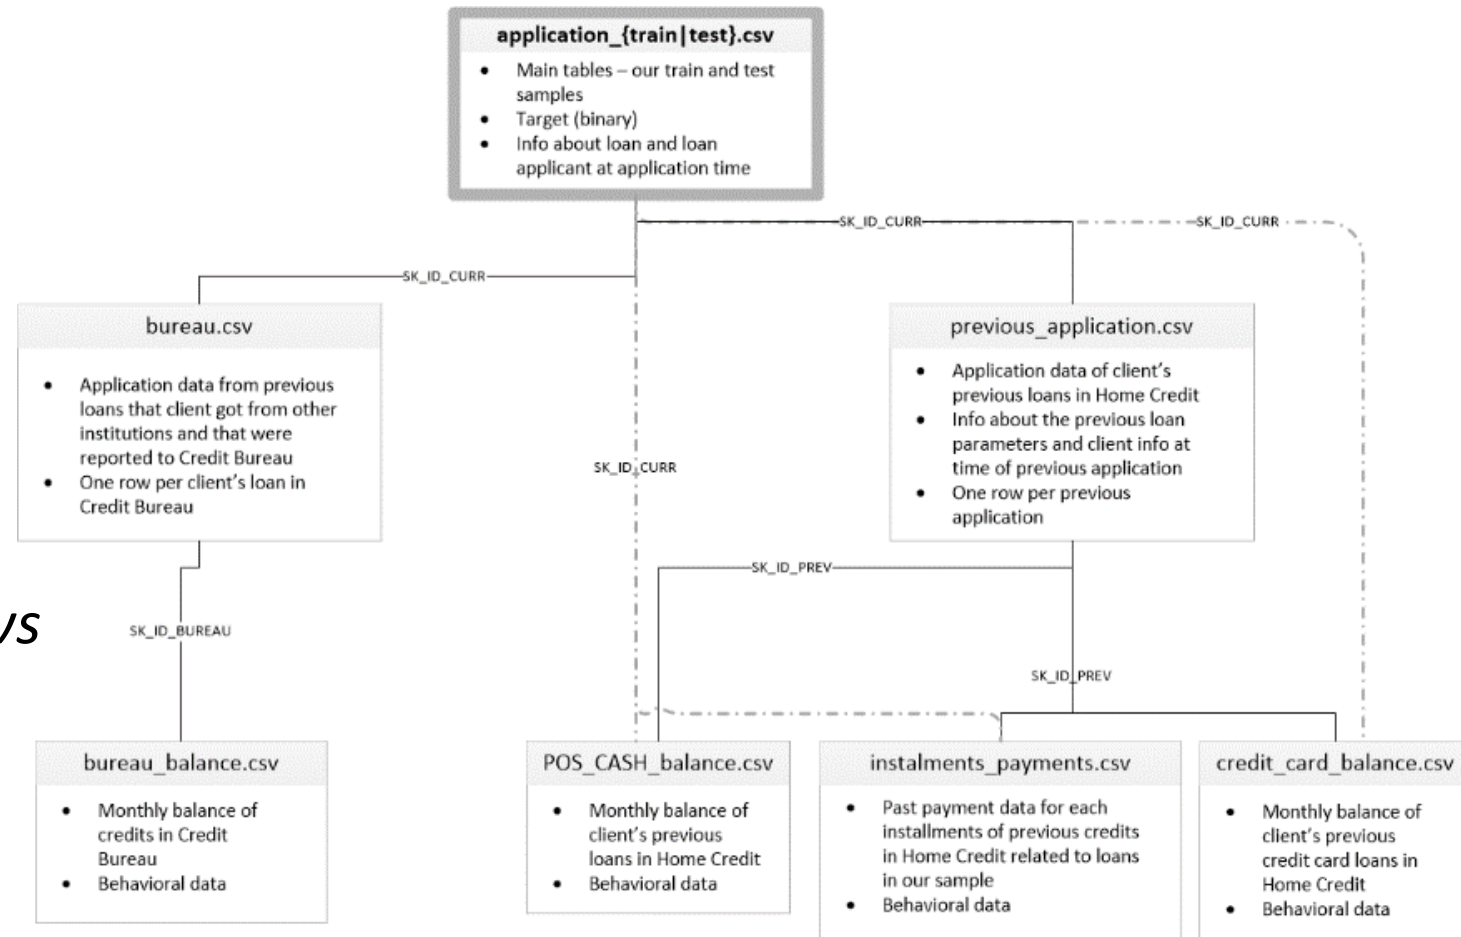 application_{train|test}.csv
• Main tables – our train and test
samples
• Target (binary)
• Info about loan and loan
applicant at application time
SK_ID_CURR
SK_ID_CURR
SK_ID_CURR
bureau.csv
• Application data from previous
loans that client got from other
institutions and that were
reported to Credit Bureau
• One row per client's loan in
Credit Bureau
previous_application.csv
• Application data of client's
previous loans in Home Credit
• Info about the previous loan
parameters and client info at
time of previous application
• One row per previous
application
SK_ID_CURR
SK_ID_PREV
SK_ID_BUREAU
SK_ID_PREV
bureau_balance.csv
• Monthly balance of
credits in Credit
Bureau
• Behavioral data
POS_CASH_balance.csv
• Monthly balance of
client's previous
loans in Home Credit
• Behavioral data
instalments_payments.csv
• Past payment data for each
installments of previous credits
in Home Credit related to loans
in our sample
• Behavioral data
credit_card_balance.csv
• Monthly balance of
client's previous
credit card loans in
Home Credit
• Behavioral data